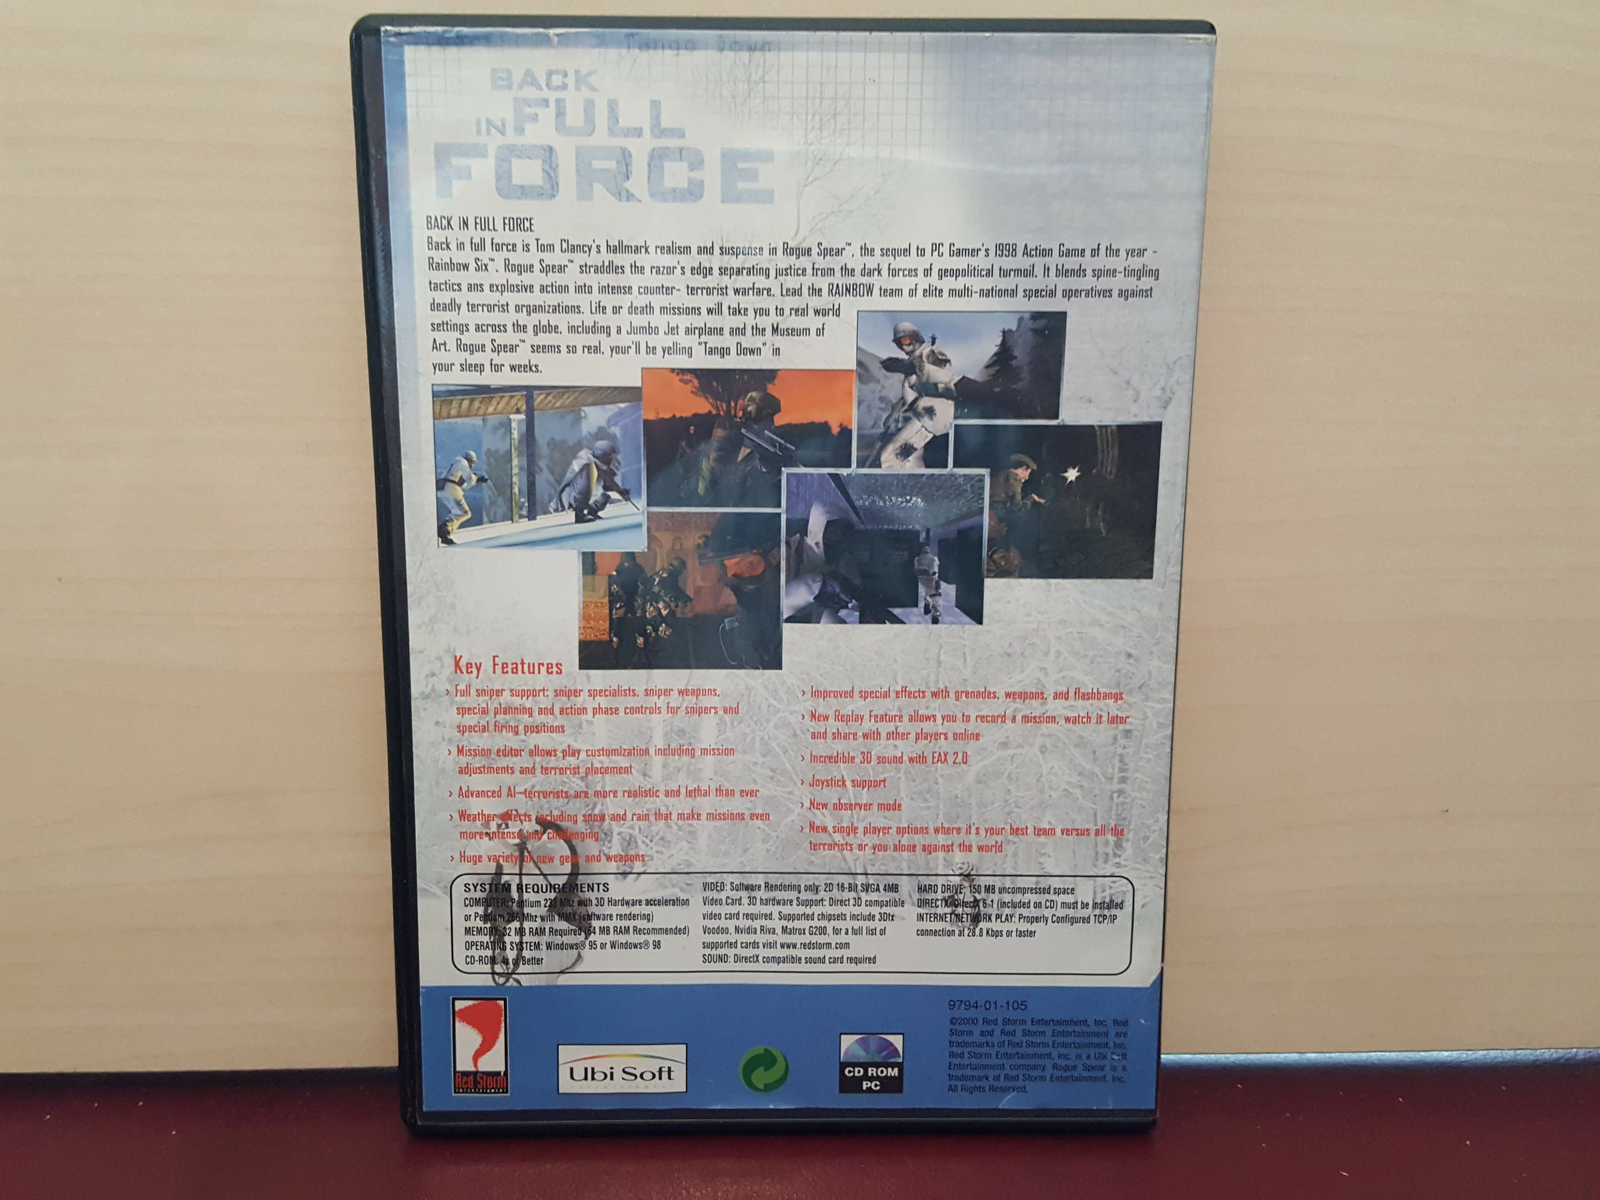 BACK
IN FULL
FORCE
BACK IN FULL FORCE
Back in full force is Tom Clancy's hallmark realism and suspense in Rogue Spear™, the sequel to PC Gamer's 1998 Action Game of the year -
Rainbow Six™. Rogue Spear™ straddles the razor's edge separating justice from the dark forces of geopolitical turmoil. It blends spine-tingling
tactics ans explosive action into intense counter- terrorist warfare. Lead the RAINBOW team of elite multi-national special operatives against
deadly terrorist organizations. Life or death missions will take you to real world
settings across the globe, including a Jumbo Jet airplane and the Museum of
Art. Rogue Spear™ seems so real, your'll be yelling "Tango Down" in
your sleep for weeks.
Key Features
› Full sniper support: sniper specialists, sniper weapons,
special planning and action phase controls for snipers and
special firing positions
› Mission editor allows play customization including mission
adjustments and terrorist placement
› Advanced AI–terrorists are more realistic and lethal than ever
› Weather effects including snow and rain that make missions even
more intense and challenging
› Huge variety of new gear and weapons
› Improved special effects with grenades, weapons, and flashbangs
› New Replay Feature allows you to record a mission, watch it later
and share with other players online
› Incredible 3D sound with EAX 2.0
› Joystick support
› New observer mode
› New single player options where it's your best team versus all the
terrorists or you alone against the world
SYSTEM REQUIREMENTS
COMPUTER: Pentium 233 Mhz with 3D Hardware acceleration
or Pentium 266 Mhz with MMX (software rendering)
MEMORY: 32 MB RAM Required (64 MB RAM Recommended)
OPERATING SYSTEM: Windows® 95 or Windows® 98
CD-ROM: 4x or Better
VIDEO: Software Rendering only: 2D 16-Bit SVGA 4MB
Video Card. 3D hardware Support: Direct 3D compatible
video card required. Supported chipsets include 3Dfx
Voodoo, Nvidia Riva, Matrox G200, for a full list of
supported cards visit www.redstorm.com
SOUND: DirectX compatible sound card required
HARD DRIVE: 150 MB uncompressed space
DIRECTX: DirectX 6.1 (included on CD) must be installed
INTERNET/NETWORK PLAY: Properly Configured TCP/IP
connection at 28.8 Kbps or faster
Red Storm
ENTERTAINMENT
Ubi Soft
ENTERTAINMENT
CD ROM
PC
9794-01-105
©2000 Red Storm Entertainment, Inc. Red
Storm and Red Storm Entertainment are
trademarks of Red Storm Entertainment, Inc.
Red Storm Entertainment, Inc. is a Ubi Soft
Entertainment company. Rogue Spear is a
trademark of Red Storm Entertainment, Inc.
All Rights Reserved.